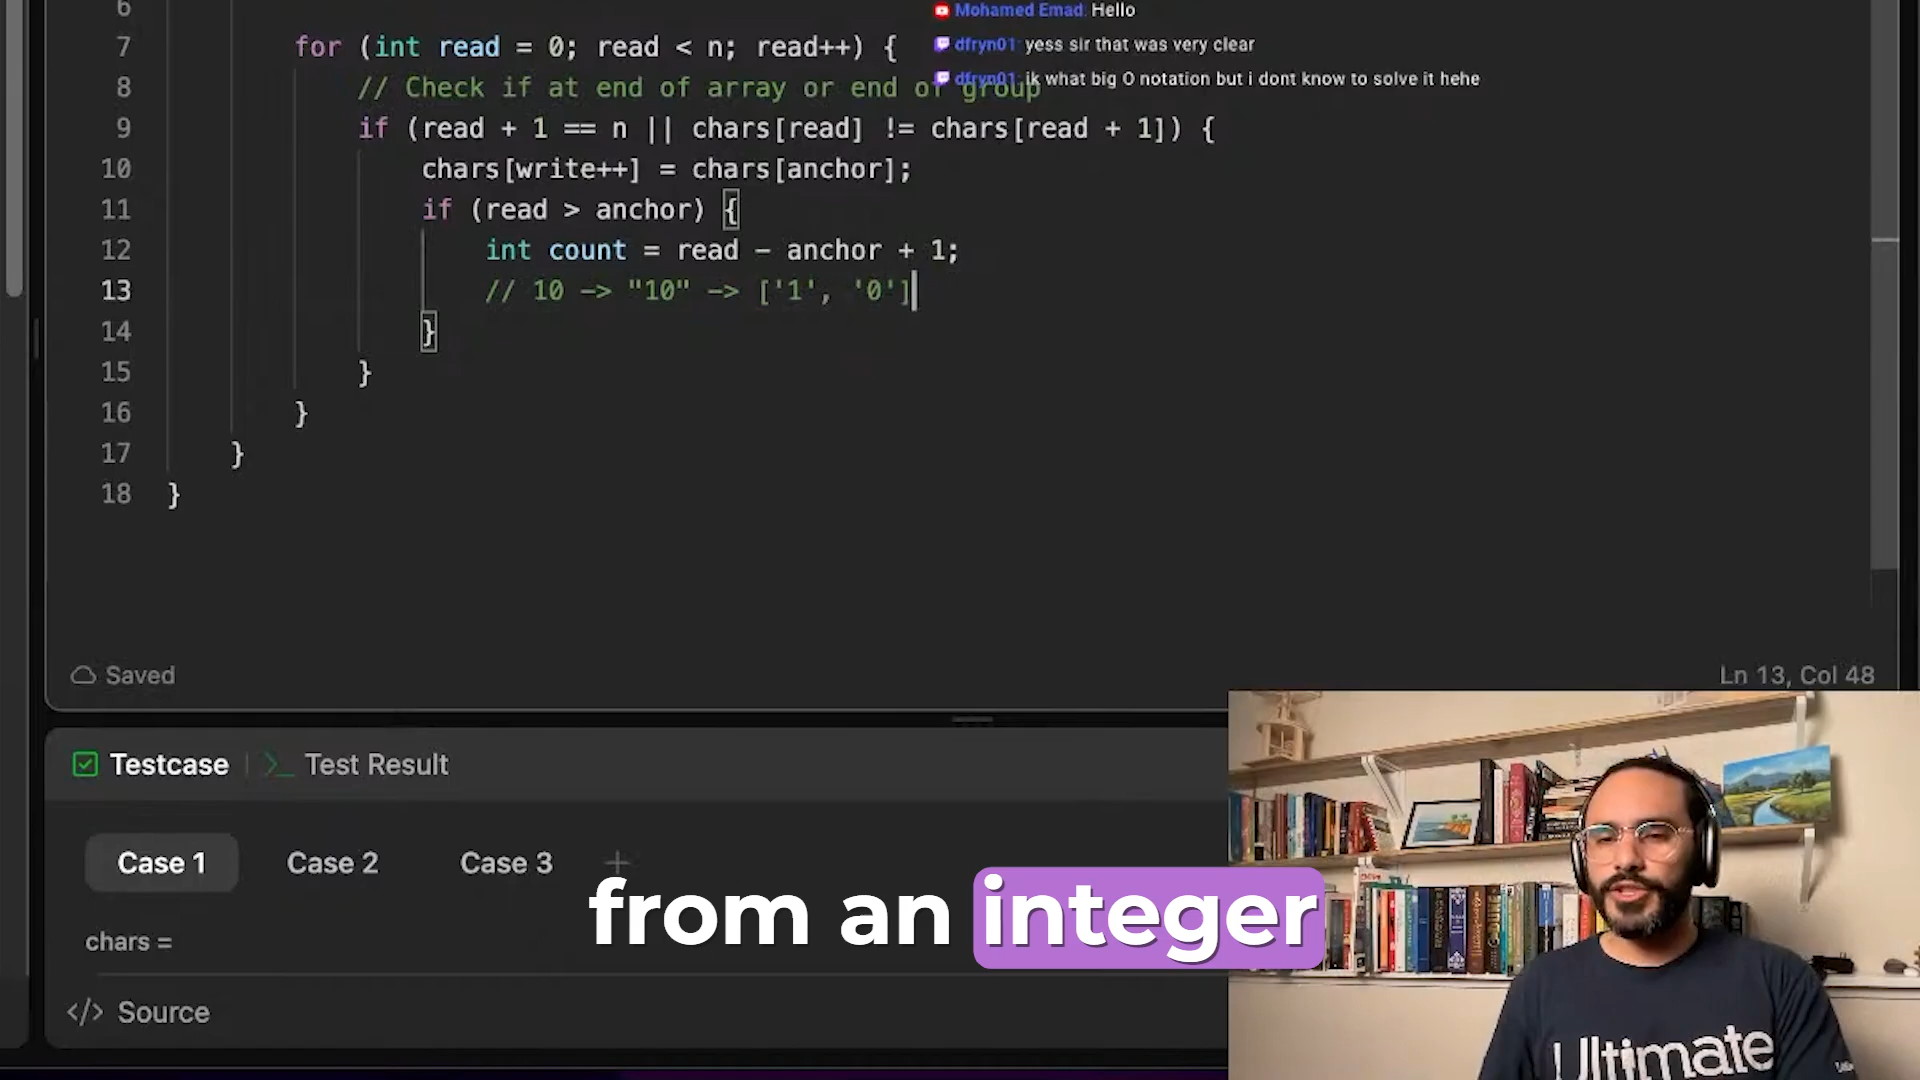 Mohamed Emad: Hello
dfryn01: yess sir that was very clear
dfryn01: ik what big O notation but i dont know to solve it hehe
6
7 for (int read = 0; read < n; read++) {
8 // Check if at end of array or end of group
9 if (read + 1 == n || chars[read] != chars[read + 1]) {
10 chars[write++] = chars[anchor];
11 if (read > anchor) {
12 int count = read - anchor + 1;
13 // 10 -> "10" -> ['1', '0']
14 }
15 }
16 }
17 }
18 }
Saved
Ln 13, Col 48
Testcase
Test Result
Case 1
Case 2
Case 3
+
chars =
from an integer
</> Source
Ultimate